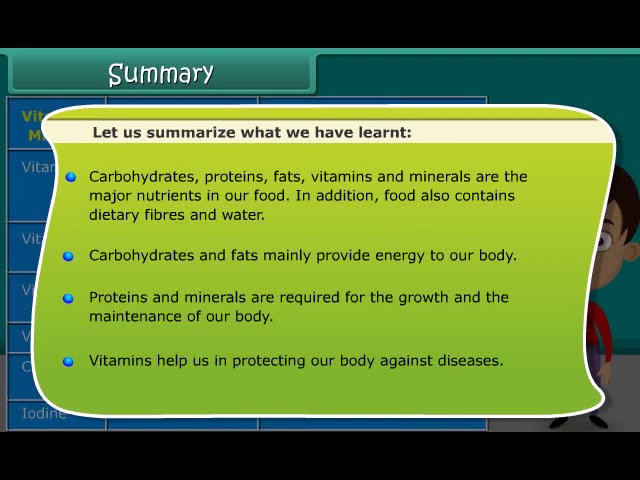 Summary
Let us summarize what we have learnt:
Carbohydrates, proteins, fats, vitamins and minerals are the
major nutrients in our food. In addition, food also contains
dietary fibres and water.
Carbohydrates and fats mainly provide energy to our body.
Proteins and minerals are required for the growth and the
maintenance of our body.
Vitamins help us in protecting our body against diseases.
Iodine